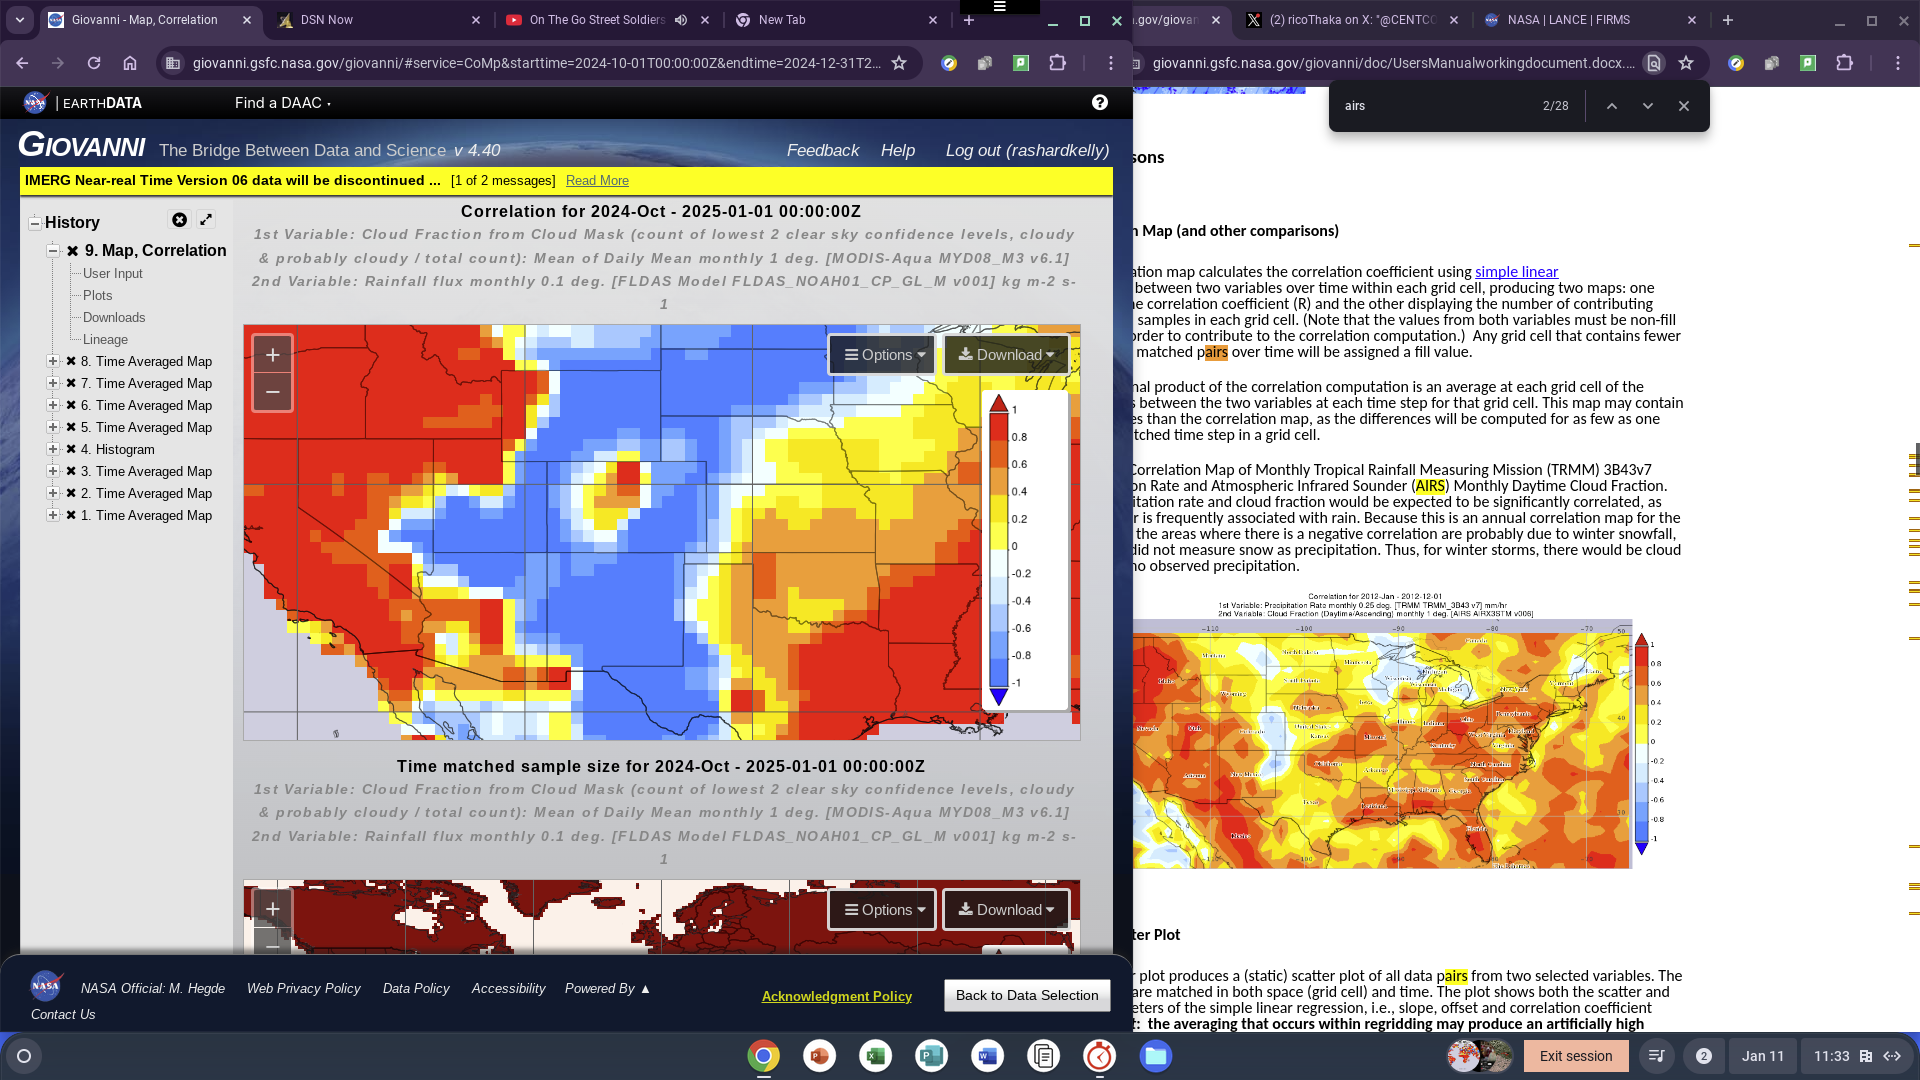 Giovanni - Map, Correlation
DSN Now
On The Go Street Soldiers
New Tab
giovanni.gsfc.nasa.gov/giovanni/#service=CoMp&starttime=2024-10-01T00:00:00Z&endtime=2024-12-31T2...
| EARTHDATA
Find a DAAC
GIOVANNI The Bridge Between Data and Science v 4.40
Feedback Help Log out (rashardkelly)
IMERG Near-real Time Version 06 data will be discontinued ... [1 of 2 messages] Read More
History
9. Map, Correlation
User Input
Plots
Downloads
Lineage
8. Time Averaged Map
7. Time Averaged Map
6. Time Averaged Map
5. Time Averaged Map
4. Histogram
3. Time Averaged Map
2. Time Averaged Map
1. Time Averaged Map
Correlation for 2024-Oct - 2025-01-01 00:00:00Z
1st Variable: Cloud Fraction from Cloud Mask (count of lowest 2 clear sky confidence levels, cloudy
& probably cloudy / total count): Mean of Daily Mean monthly 1 deg. [MODIS-Aqua MYD08_M3 v6.1]
2nd Variable: Rainfall flux monthly 0.1 deg. [FLDAS Model FLDAS_NOAH01_CP_GL_M v001] kg m-2 s-
1
Options
Download
1
0.8
0.6
0.4
0.2
0
-0.2
-0.4
-0.6
-0.8
-1
Time matched sample size for 2024-Oct - 2025-01-01 00:00:00Z
1st Variable: Cloud Fraction from Cloud Mask (count of lowest 2 clear sky confidence levels, cloudy
& probably cloudy / total count): Mean of Daily Mean monthly 1 deg. [MODIS-Aqua MYD08_M3 v6.1]
2nd Variable: Rainfall flux monthly 0.1 deg. [FLDAS Model FLDAS_NOAH01_CP_GL_M v001] kg m-2 s-
1
Options
Download
NASA Official: M. Hegde Web Privacy Policy Data Policy Accessibility Powered By ▲
Contact Us
Acknowledgment Policy
Back to Data Selection
.gov/giovan
(2) ricoThaka on X: "@CENTCO
NASA | LANCE | FIRMS
giovanni.gsfc.nasa.gov/giovanni/doc/UsersManualworkingdocument.docx....
airs 2/28
sons
n Map (and other comparisons)
ation map calculates the correlation coefficient using simple linear
between two variables over time within each grid cell, producing two maps: one
he correlation coefficient (R) and the other displaying the number of contributing
samples in each grid cell. (Note that the values from both variables must be non-fill
order to contribute to the correlation computation.) Any grid cell that contains fewer
matched pairs over time will be assigned a fill value.
nal product of the correlation computation is an average at each grid cell of the
s between the two variables at each time step for that grid cell. This map may contain
es than the correlation map, as the differences will be computed for as few as one
tched time step in a grid cell.
Correlation Map of Monthly Tropical Rainfall Measuring Mission (TRMM) 3B43v7
on Rate and Atmospheric Infrared Sounder (AIRS) Monthly Daytime Cloud Fraction.
itation rate and cloud fraction would be expected to be significantly correlated, as
r is frequently associated with rain. Because this is an annual correlation map for the
the areas where there is a negative correlation are probably due to winter snowfall,
did not measure snow as precipitation. Thus, for winter storms, there would be cloud
no observed precipitation.
Correlation for 2012-Jan - 2012-12-01
1st Variable: Precipitation Rate monthly 0.25 deg. [TRMM TRMM_3B43 v7] mm/hr
2nd Variable: Cloud Fraction (Daytime/Ascending) monthly 1 deg. [AIRS AIRX3STM v006]
-110 -100 -90 -80 -70
1
0.8
0.6
0.4
0.2
0
-0.2
-0.4
-0.6
-0.8
-1
ter Plot
r plot produces a (static) scatter plot of all data pairs from two selected variables. The
are matched in both space (grid cell) and time. The plot shows both the scatter and
eters of the simple linear regression, i.e., slope, offset and correlation coefficient
t: the averaging that occurs within regridding may produce an artificially high
Exit session
2
Jan 11
11:33